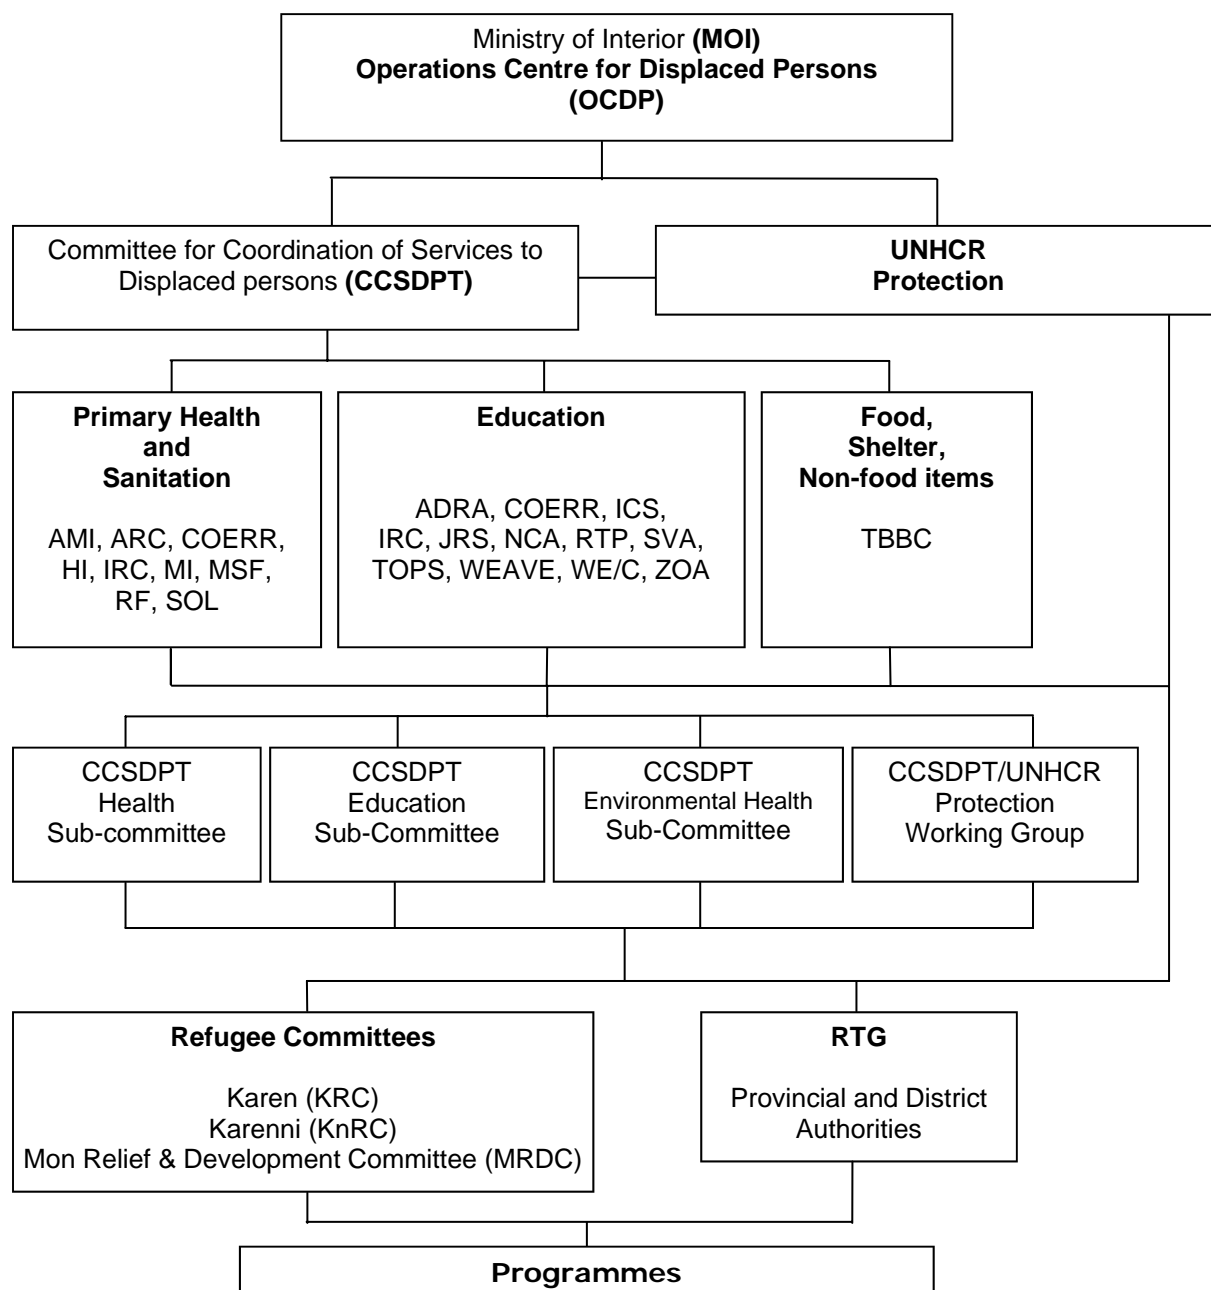 Ministry of Interior (MOI)
Operations Centre for Displaced Persons
(OCDP)
Committee for Coordination of Services to
Displaced persons (CCSDPT)
UNHCR
Protection
Primary Health
and
Sanitation
AMI, ARC, COERR,
HI, IRC, MI, MSF,
RF, SOL
Education
ADRA, COERR, ICS,
IRC, JRS, NCA, RTP, SVA,
TOPS, WEAVE, WE/C, ZOA
Food,
Shelter,
Non-food items
TBBC
CCSDPT
Health
Sub-committee
CCSDPT
Education
Sub-Committee
CCSDPT
Environmental Health
Sub-Committee
CCSDPT/UNHCR
Protection
Working Group
Refugee Committees
Karen (KRC)
Karenni (KnRC)
Mon Relief & Development Committee (MRDC)
RTG
Provincial and District
Authorities
Programmes